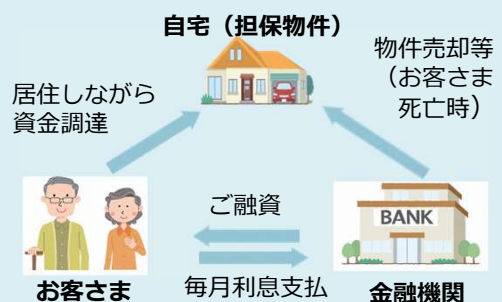 自宅（担保物件）
物件売却等
（お客さま
死亡時）
居住しながら
資金調達
ご融資
BANK
毎月利息支払
お客さま
金融機関